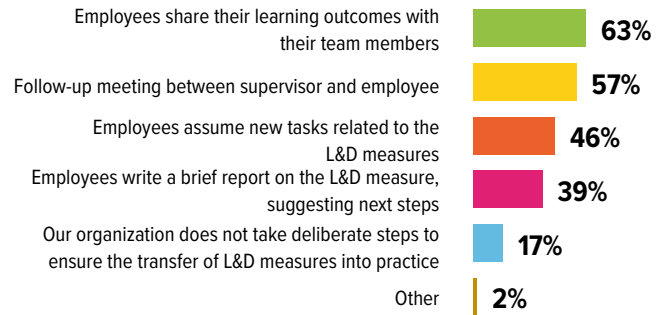 Employees share their learning outcomes with
their team members
63%
Follow-up meeting between supervisor and employee
57%
Employees assume new tasks related to the
L&D measures
46%
Employees write a brief report on the L&D measure,
suggesting next steps
39%
Our organization does not take deliberate steps to
ensure the transfer of L&D measures into practice
17%
Other
2%